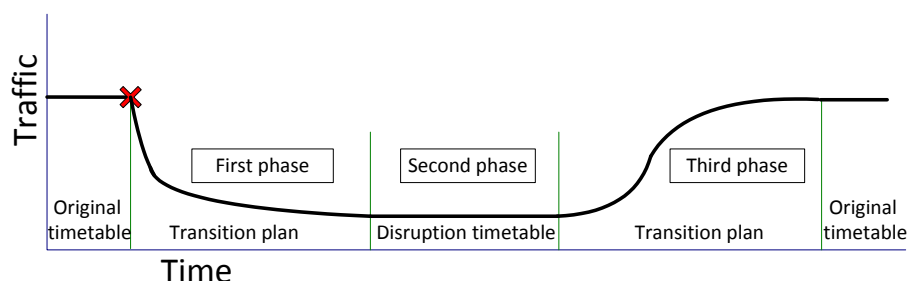 Traffic
First phase
Second phase
Third phase
Original
timetable
Transition plan
Disruption timetable
Transition plan
Original
timetable
Time